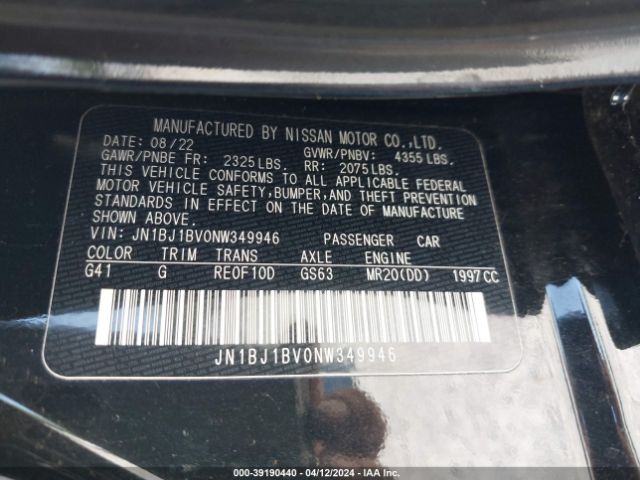 MANUFACTURED BY NISSAN MOTOR CO.,LTD.
DATE: 08/22 GVWR/PNBV: 4355 LBS.
GAWR/PNBE FR: 2325 LBS. RR: 2075 LBS.
THIS VEHICLE CONFORMS TO ALL APPLICABLE FEDERAL
MOTOR VEHICLE SAFETY, BUMPER, AND THEFT PREVENTION
STANDARDS IN EFFECT ON THE DATE OF MANUFACTURE
SHOWN ABOVE.
VIN: JN1BJ1BV0NW349946 PASSENGER CAR
COLOR TRIM TRANS AXLE ENGINE
G41 G RE0F10D GS63 MR20(DD) 1997CC
JN1BJ1BV0NW349946
000-39190440 - 04/12/2024 - IAA Inc.